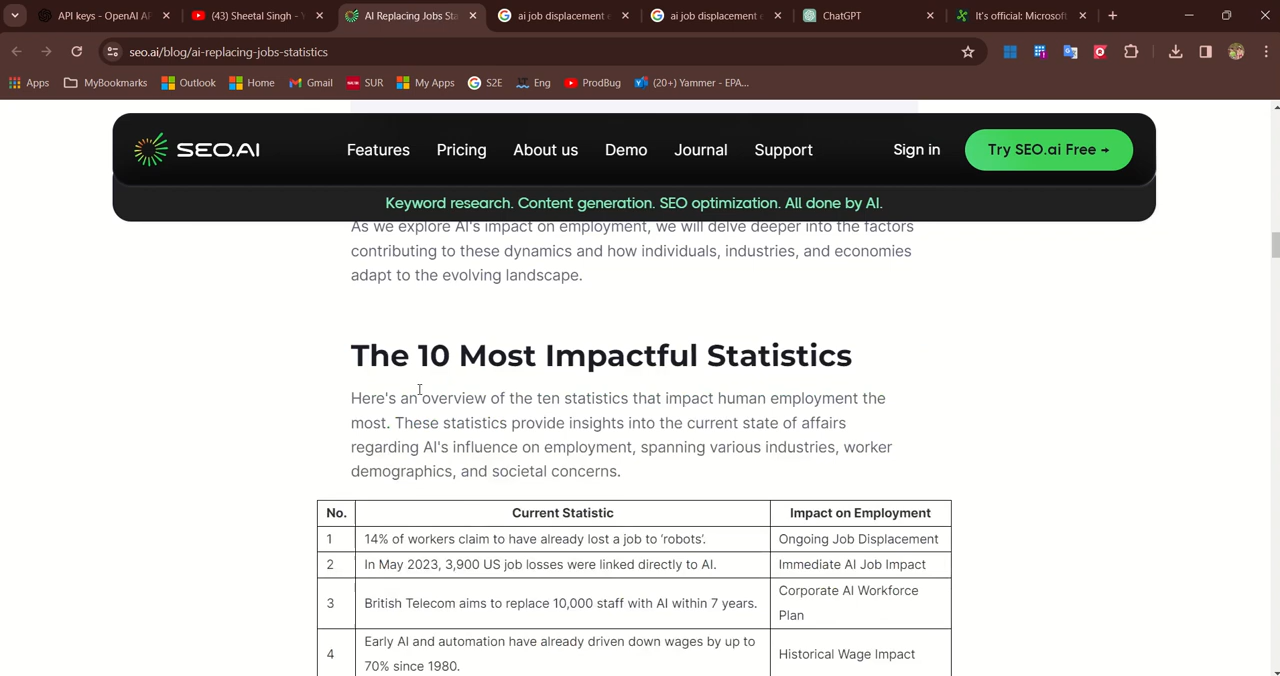 API keys - OpenAI AP
(43) Sheetal Singh - Y
AI Replacing Jobs Sta
ai job displacement e
ai job displacement e
ChatGPT
It's official: Microsoft
seo.ai/blog/ai-replacing-jobs-statistics
Apps MyBookmarks Outlook Home Gmail SUR My Apps S2E Eng ProdBug (20+) Yammer - EPA...
SEO.AI Features Pricing About us Demo Journal Support Sign in Try SEO.ai Free →
Keyword research. Content generation. SEO optimization. All done by AI.
As we explore AI's impact on employment, we will delve deeper into the factors
contributing to these dynamics and how individuals, industries, and economies
adapt to the evolving landscape.
The 10 Most Impactful Statistics
Here's an overview of the ten statistics that impact human employment the
most. These statistics provide insights into the current state of affairs
regarding AI's influence on employment, spanning various industries, worker
demographics, and societal concerns.
No. Current Statistic Impact on Employment
1 14% of workers claim to have already lost a job to ‘robots’. Ongoing Job Displacement
2 In May 2023, 3,900 US job losses were linked directly to AI. Immediate AI Job Impact
3 British Telecom aims to replace 10,000 staff with AI within 7 years. Corporate AI Workforce
Plan
4 Early AI and automation have already driven down wages by up to
70% since 1980. Historical Wage Impact